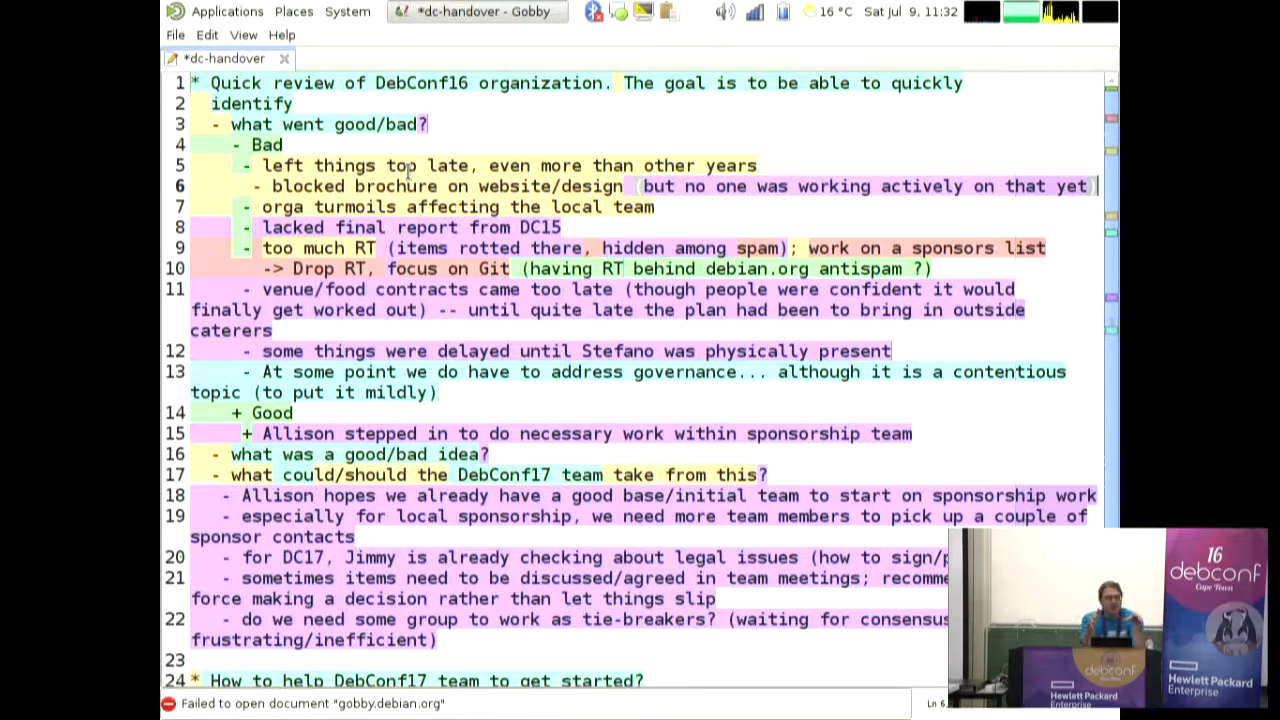 Applications Places System *dc-handover - Gobby 16 °C Sat Jul 9, 11:32
File Edit View Help
*dc-handover
1 * Quick review of DebConf16 organization. The goal is to be able to quickly
2 identify
3 - what went good/bad?
4 - Bad
5 - left things top late, even more than other years
6 - blocked brochure on website/design (but no one was working actively on that yet)
7 - orga turmoils affecting the local team
8 - lacked final report from DC15
9 - too much RT (items rotted there, hidden among spam); work on a sponsors list
10 -> Drop RT, focus on Git (having RT behind debian.org antispam ?)
11 - venue/food contracts came too late (though people were confident it would
finally get worked out) -- until quite late the plan had been to bring in outside
caterers
12 - some things were delayed until Stefano was physically present
13 - At some point we do have to address governance... although it is a contentious
topic (to put it mildly)
14 + Good
15 + Allison stepped in to do necessary work within sponsorship team
16 - what was a good/bad idea?
17 - what could/should the DebConf17 team take from this?
18 - Allison hopes we already have a good base/initial team to start on sponsorship work
19 - especially for local sponsorship, we need more team members to pick up a couple of
sponsor contacts
20 - for DC17, Jimmy is already checking about legal issues (how to sign/
21 - sometimes items need to be discussed/agreed in team meetings; recomme
force making a decision rather than let things slip
22 - do we need some group to work as tie-breakers? (waiting for consensus
frustrating/inefficient)
23
24 * How to help DebConf17 team to get started?
Failed to open document "gobby.debian.org" Ln 6,
16
debconf
Cape Town
Hewlett Packard
Enterprise
16
debconf
Hewlett Packard
Enterprise
Hewlett Packard
Enterprise